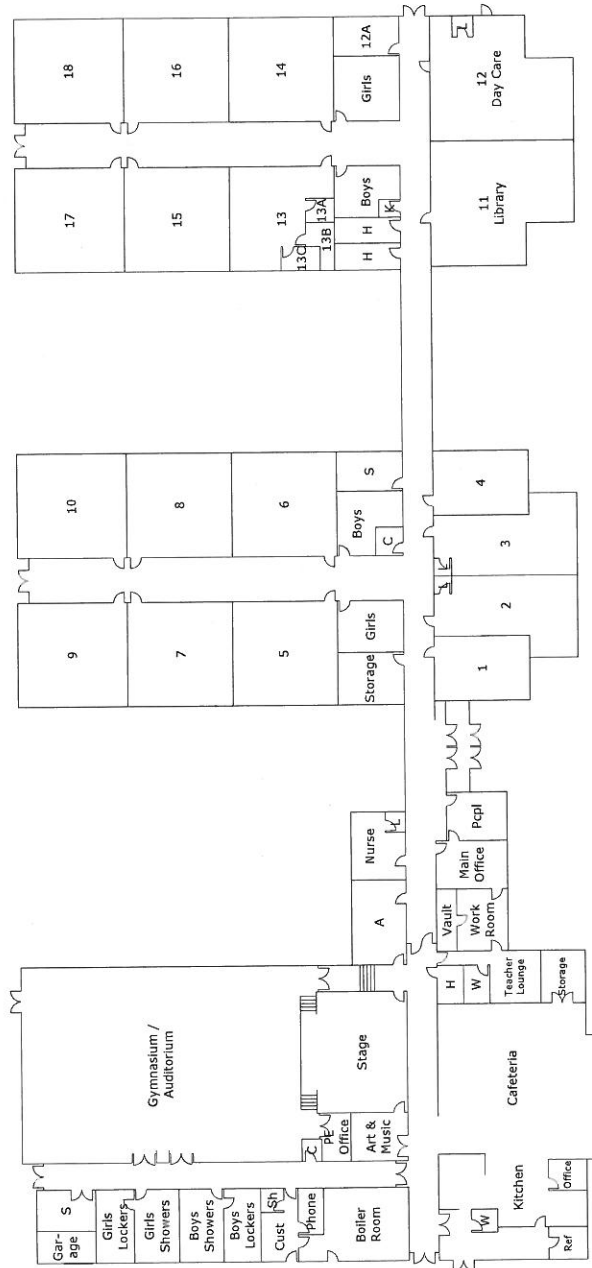 Gar-
age
S
9
10
17
18
Girls
Lockers
Girls
Showers
Gymnasium /
Auditorium
7
8
15
16
Boys
Showers
Boys
Lockers
5
6
13
14
13C
13B
13A
Cust
Sh
Phone
C
PE
Office
Stage
Boiler
Room
Art &
Music
A
Nurse
L
Storage
Girls
Boys
C
S
H
H
Boys
K
Girls
12A
W
Kitchen
Ref
Office
Cafeteria
H
W
Teacher
Lounge
Storage
Vault
Work
Room
Main
Office
Pcpl
1
2
L
L
3
4
11
Library
12
Day Care
L